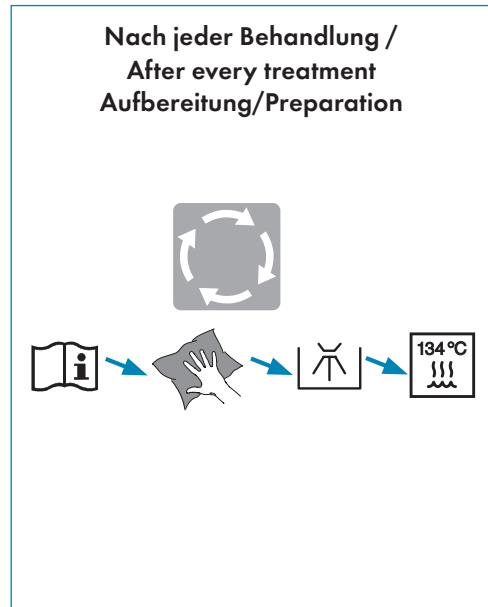 Nach jeder Behandlung /
After every treatment
Aufbereitung/Preparation
i
134 °C